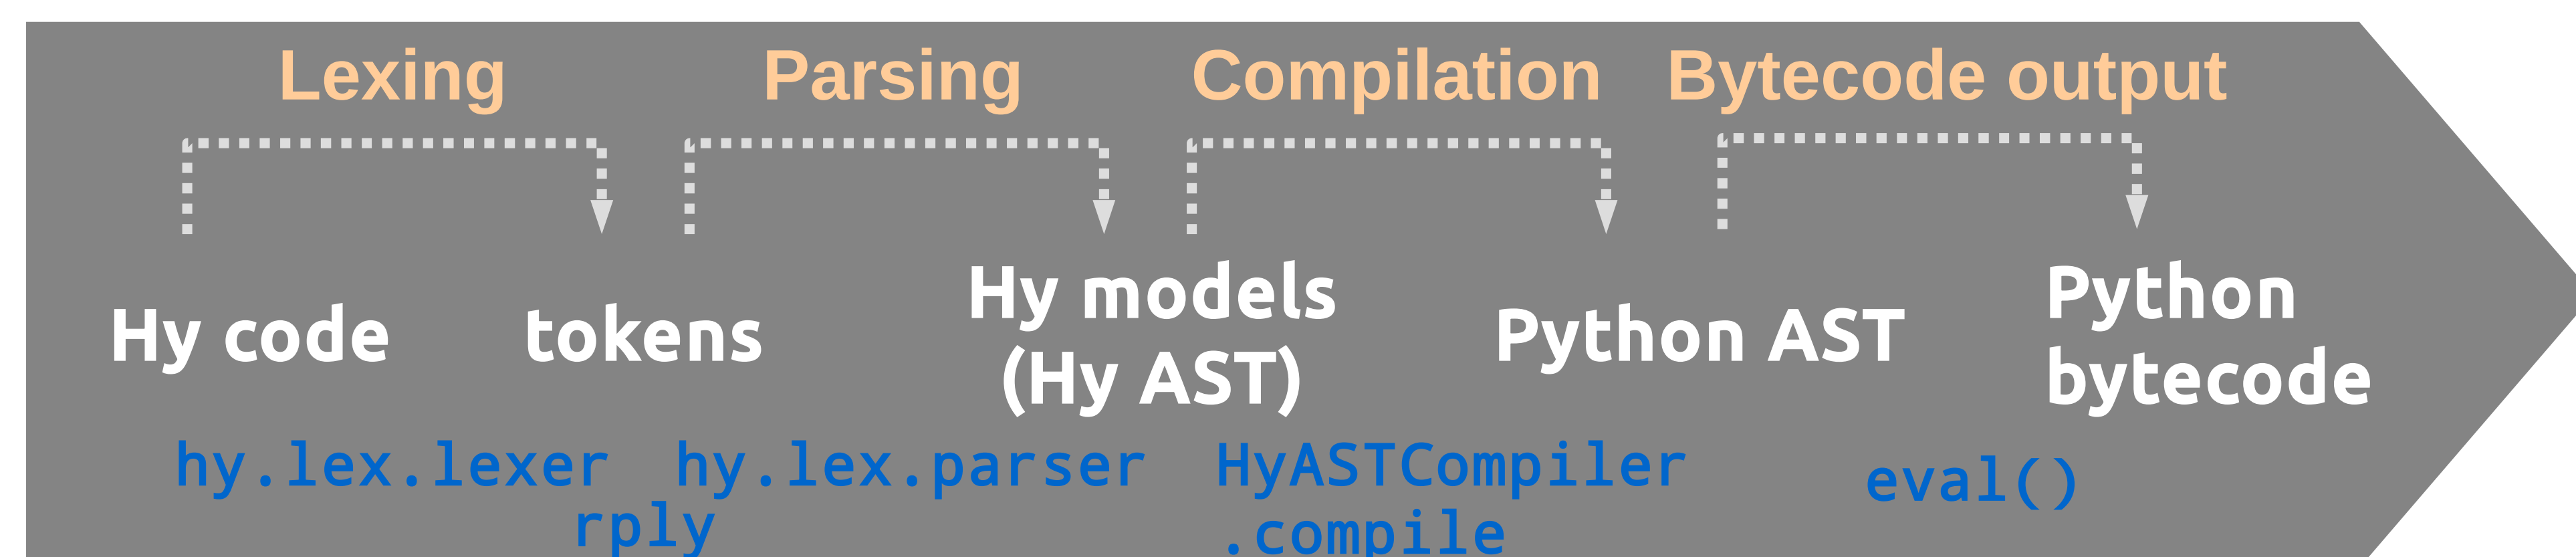 Lexing Parsing Compilation Bytecode output
Hy code tokens Hy models (Hy AST) Python AST Python bytecode
hy.lex.lexer hy.lex.parser HyASTCompiler eval()
rply .compile